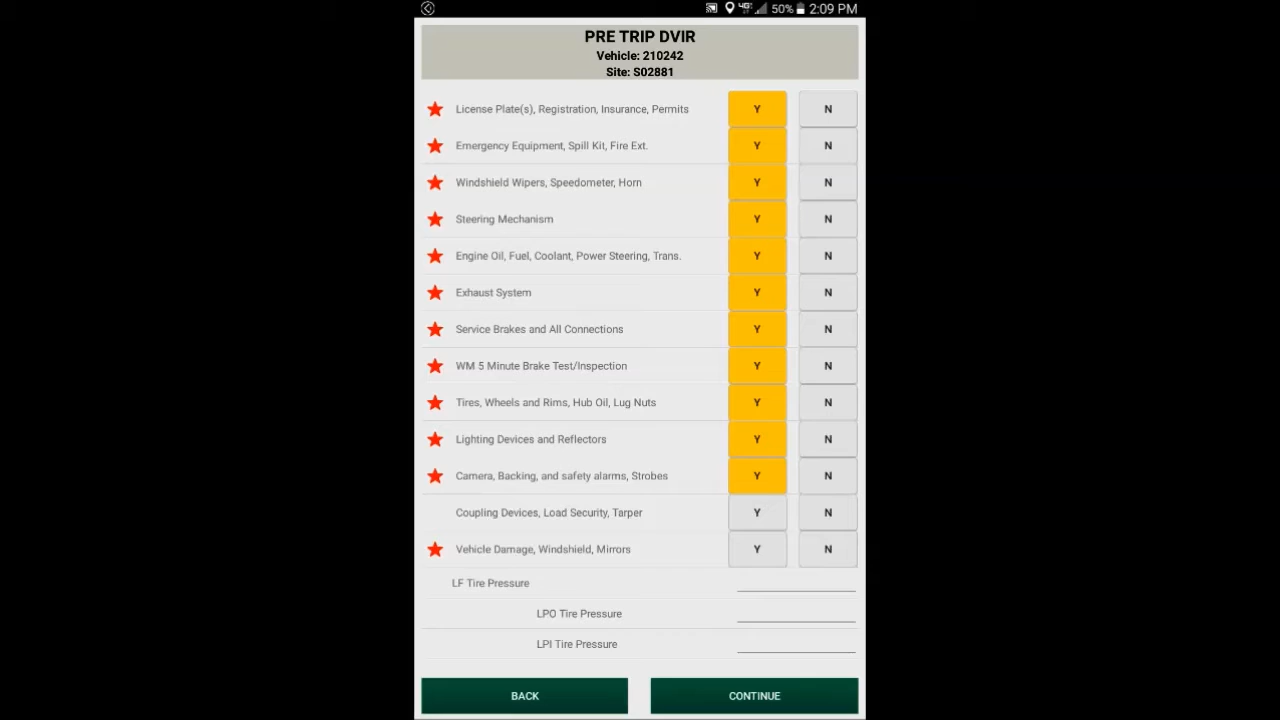 4G 50% 2:09 PM
PRE TRIP DVIR
Vehicle: 210242
Site: S02881
License Plate(s), Registration, Insurance, Permits Y N
Emergency Equipment, Spill Kit, Fire Ext. Y N
Windshield Wipers, Speedometer, Horn Y N
Steering Mechanism Y N
Engine Oil, Fuel, Coolant, Power Steering, Trans. Y N
Exhaust System Y N
Service Brakes and All Connections Y N
WM 5 Minute Brake Test/Inspection Y N
Tires, Wheels and Rims, Hub Oil, Lug Nuts Y N
Lighting Devices and Reflectors Y N
Camera, Backing, and safety alarms, Strobes Y N
Coupling Devices, Load Security, Tarper Y N
Vehicle Damage, Windshield, Mirrors Y N
LF Tire Pressure
LPO Tire Pressure
LPI Tire Pressure
BACK CONTINUE